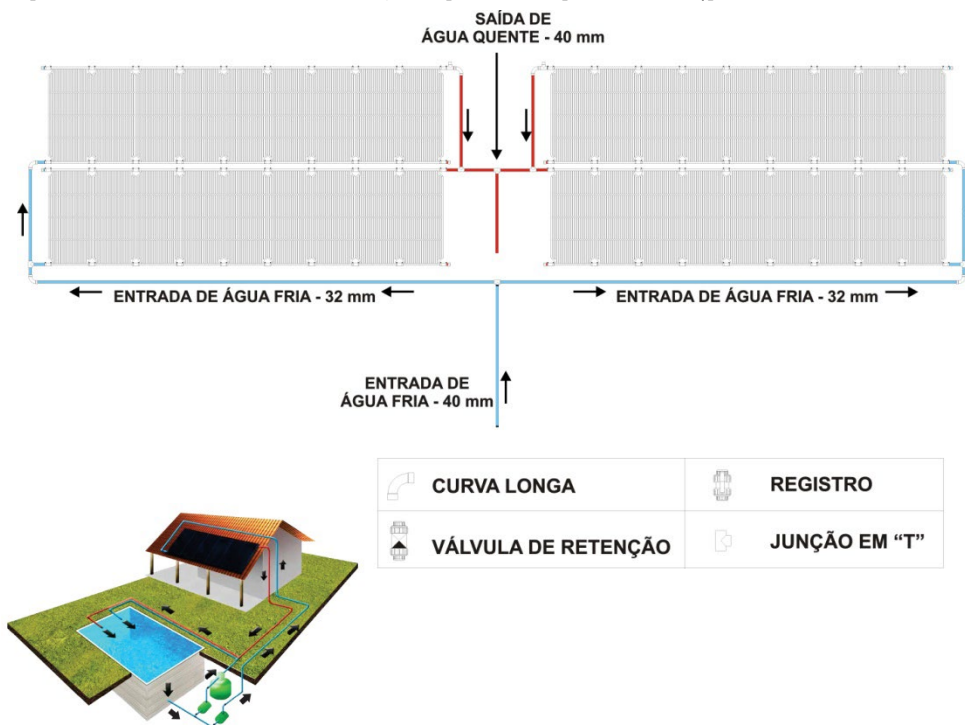 SAÍDA DE
ÁGUA QUENTE - 40 mm
ENTRADA DE ÁGUA FRIA - 32 mm
ENTRADA DE ÁGUA FRIA - 32 mm
ENTRADA DE
ÁGUA FRIA - 40 mm
CURVA LONGA
REGISTRO
VÁLVULA DE RETENÇÃO
JUNÇÃO EM “T”